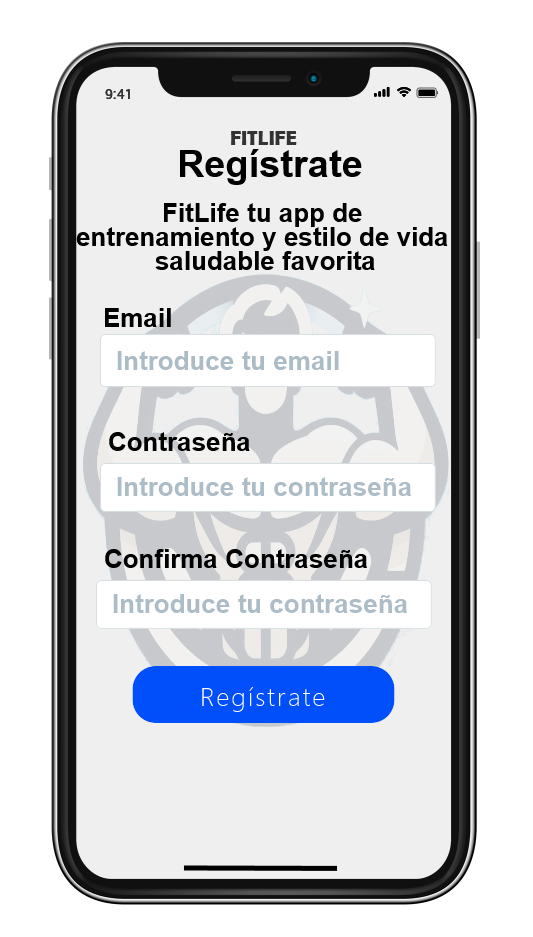 9:41
FITLIFE
Regístrate
FitLife tu app de
entrenamiento y estilo de vida
saludable favorita
Email
Introduce tu email
Contraseña
Introduce tu contraseña
Confirma Contraseña
Introduce tu contraseña
Regístrate